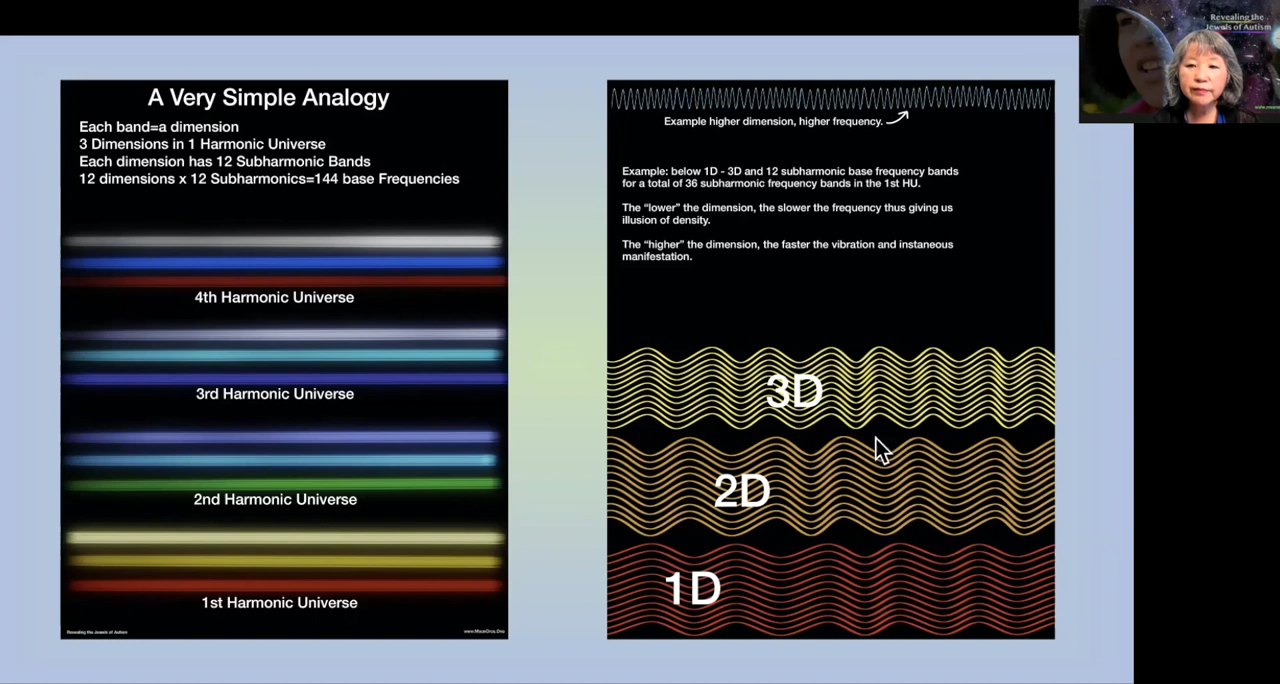 Revealing the
Jewels of Autism
A Very Simple Analogy
Each band=a dimension
3 Dimensions in 1 Harmonic Universe
Each dimension has 12 Subharmonic Bands
12 dimensions x 12 Subharmonics=144 base Frequencies
4th Harmonic Universe
3rd Harmonic Universe
2nd Harmonic Universe
1st Harmonic Universe
Revealing the Jewels of Autism
www.MaseOrca.Org
Example higher dimension, higher frequency.
Example: below 1D - 3D and 12 subharmonic base frequency bands
for a total of 36 subharmonic frequency bands in the 1st HU.
The “lower” the dimension, the slower the frequency thus giving us
illusion of density.
The “higher” the dimension, the faster the vibration and instaneous
manifestation.
3D
2D
1D